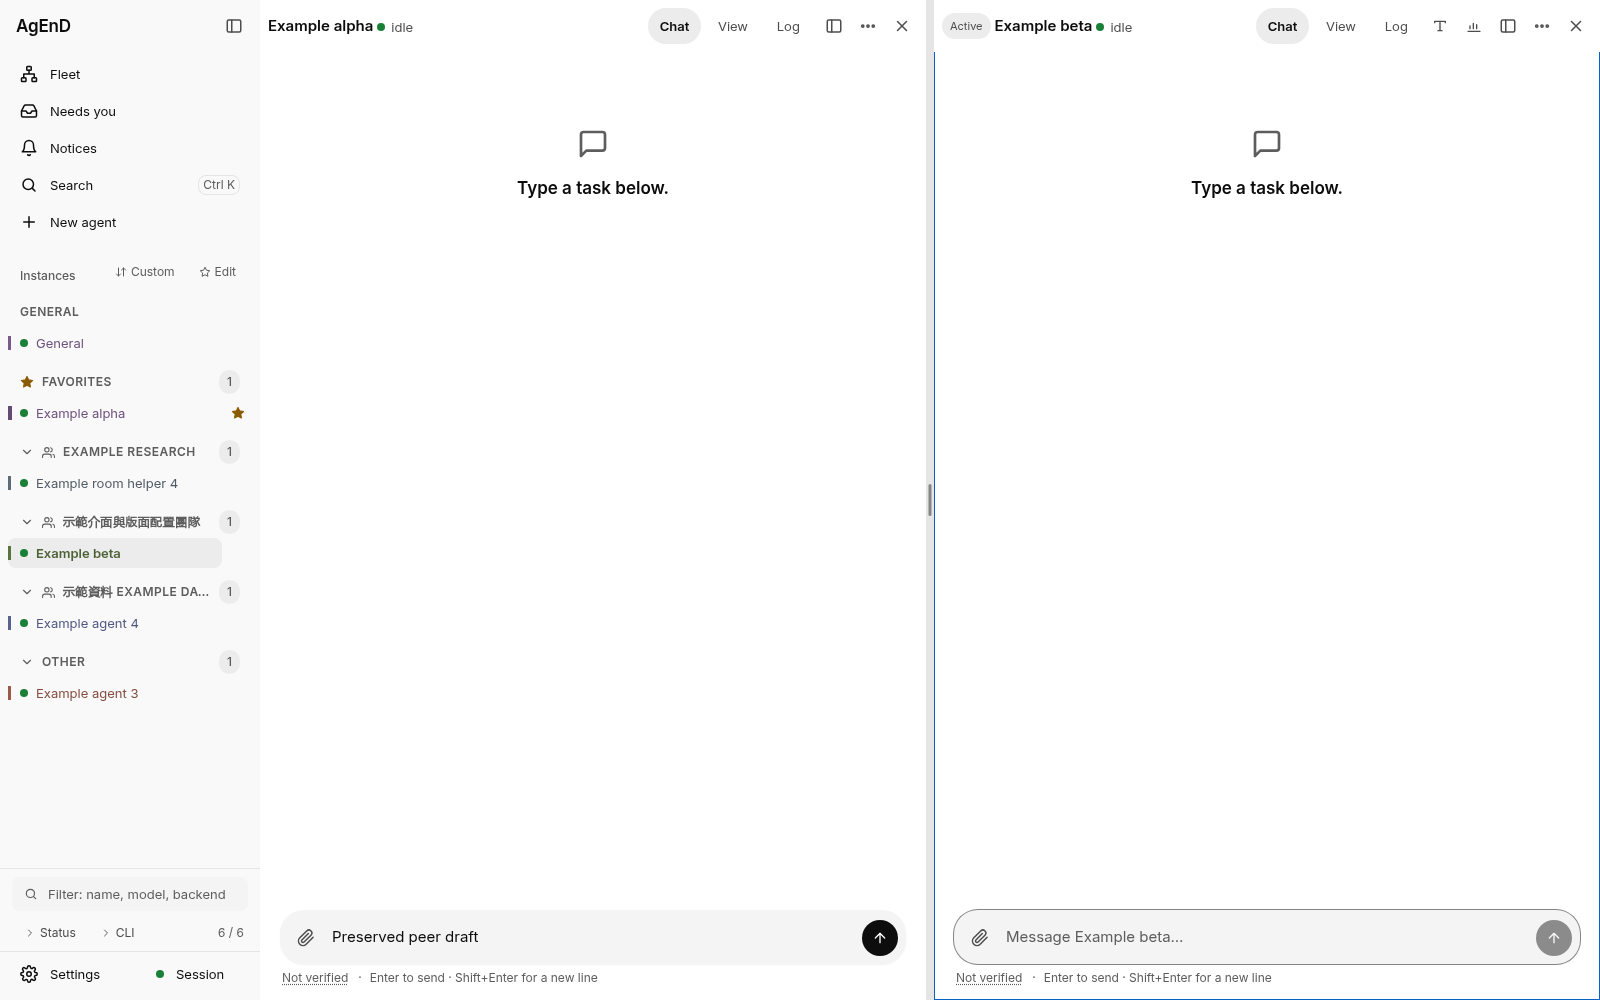 AgEnD
Fleet
Needs you
Notices
Search Ctrl K
New agent
Instances Custom Edit
GENERAL
General
FAVORITES 1
Example alpha
EXAMPLE RESEARCH 1
Example room helper 4
示範介面與版面配置團隊 1
Example beta
示範資料 EXAMPLE DA... 1
Example agent 4
OTHER 1
Example agent 3
Filter: name, model, backend
Status CLI 6 / 6
Settings Session
Example alpha idle Chat View Log
Type a task below.
Preserved peer draft
Not verified · Enter to send · Shift+Enter for a new line
Active Example beta idle Chat View Log
Type a task below.
Message Example beta...
Not verified · Enter to send · Shift+Enter for a new line